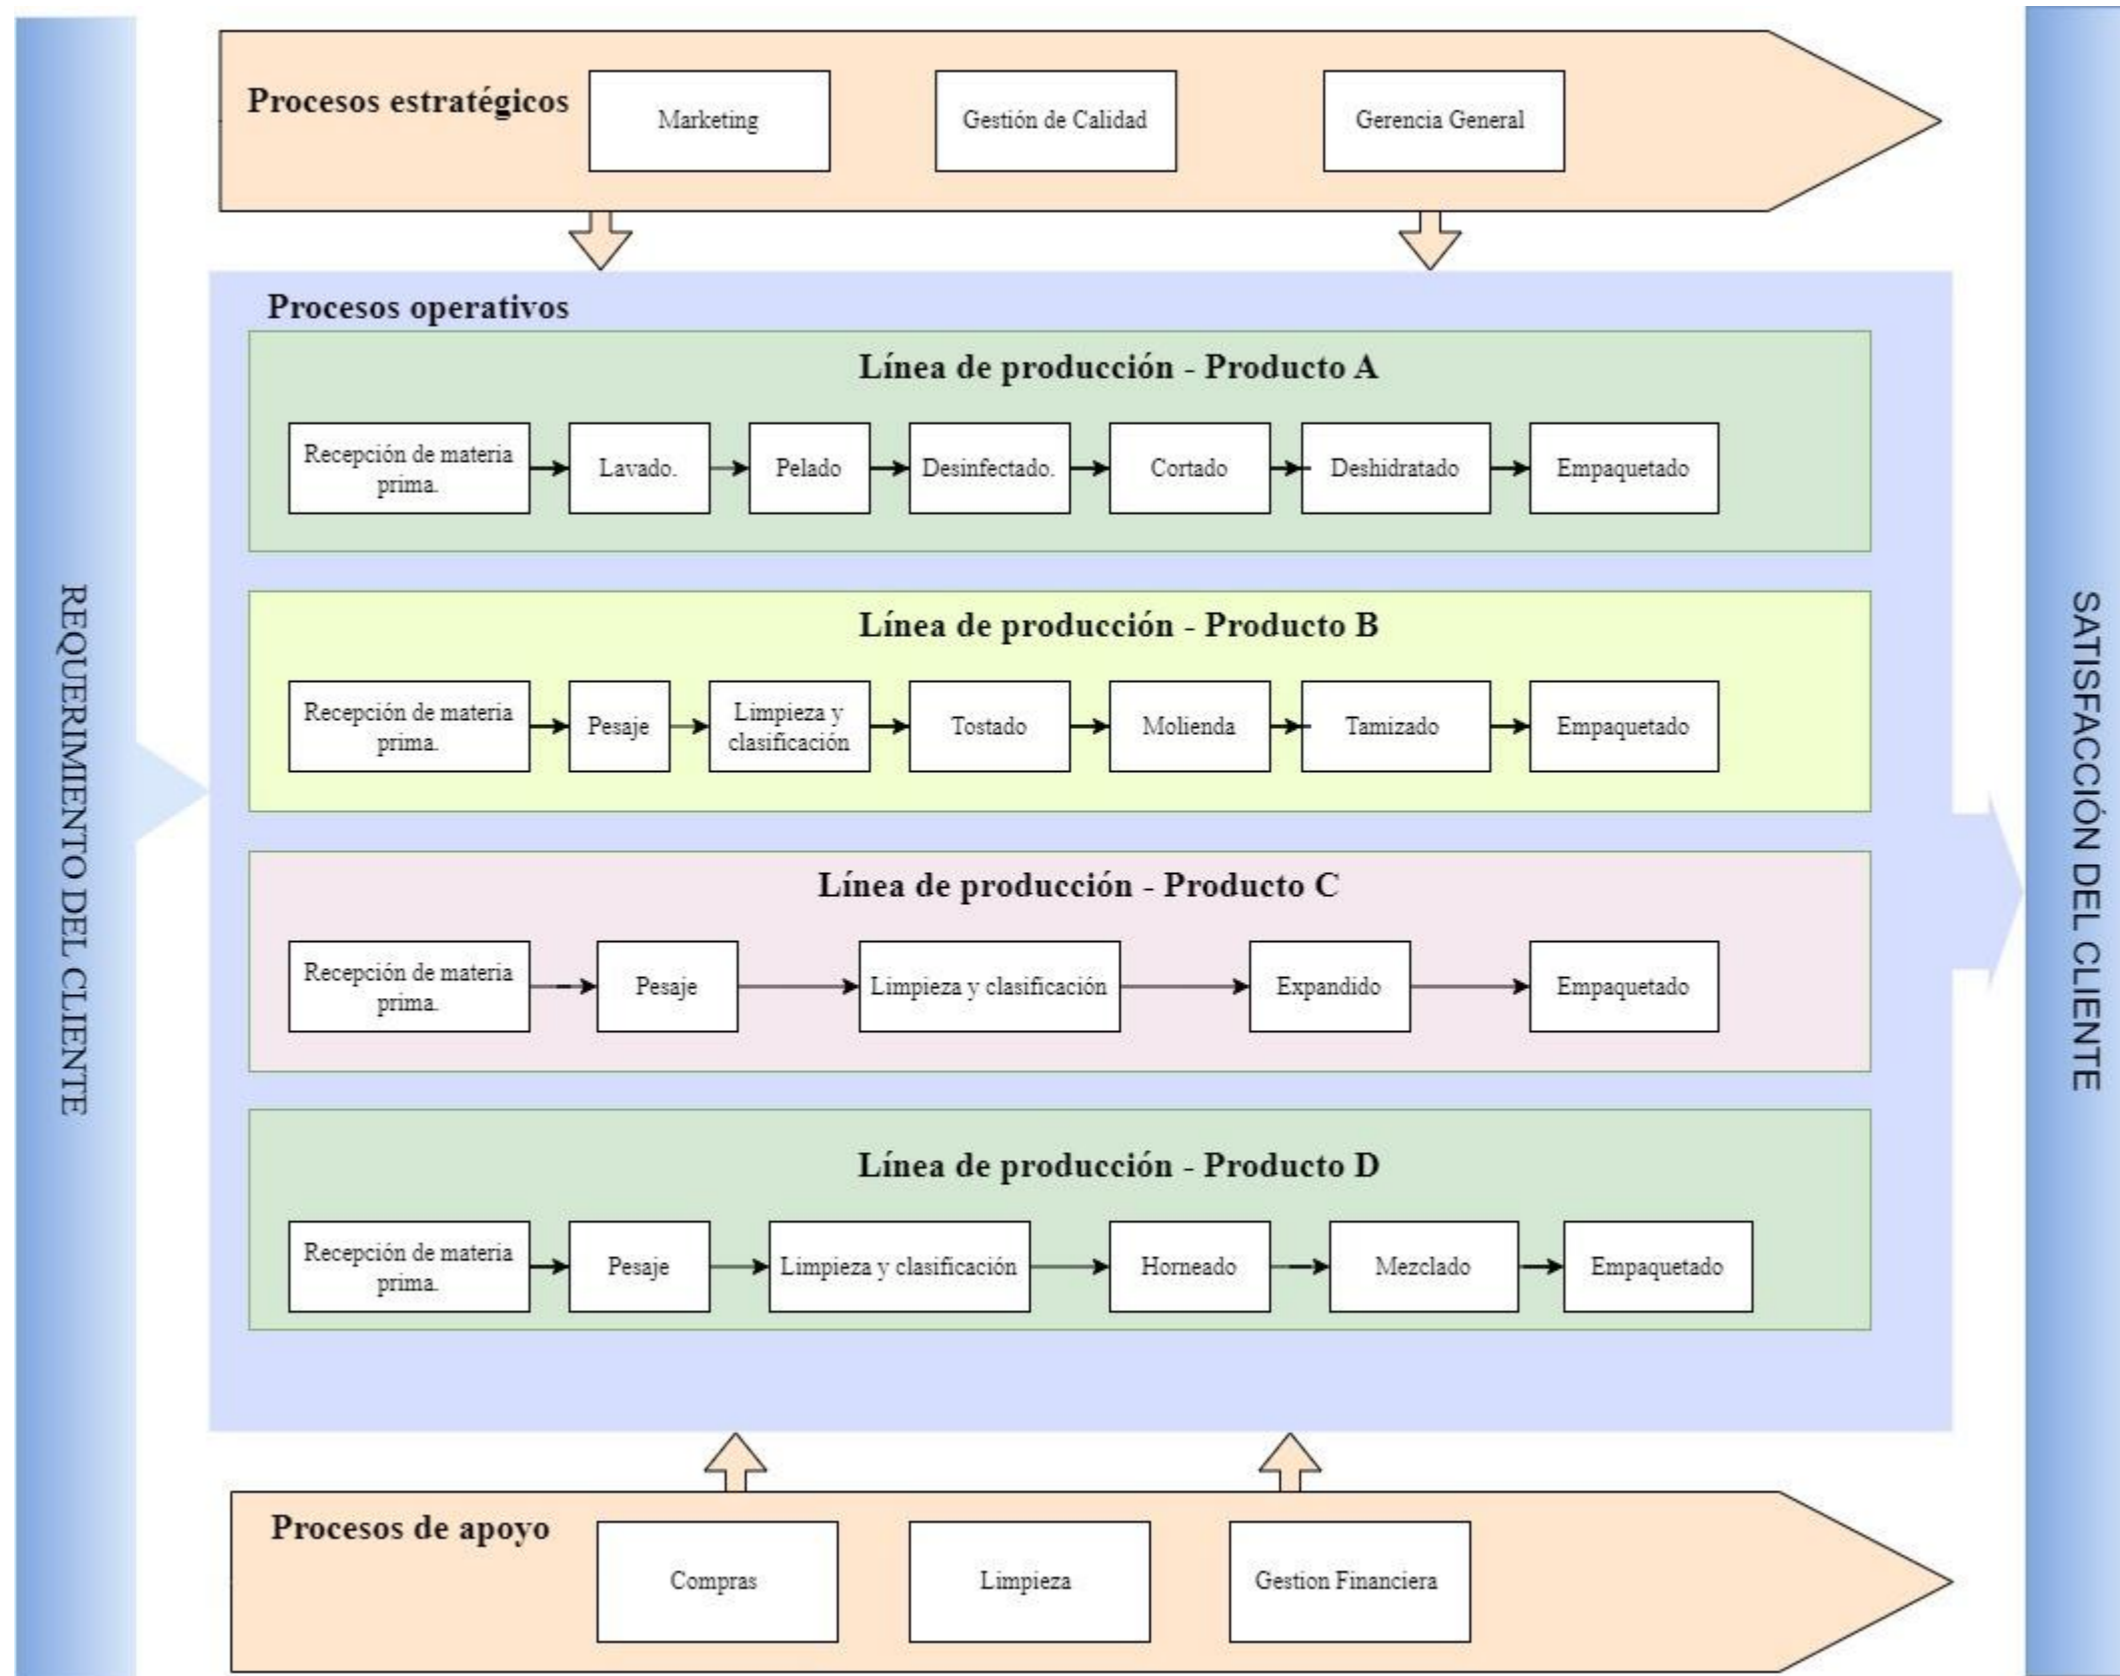 REQUERIMIENTO DEL CLIENTE
Procesos estratégicos
Marketing
Gestión de Calidad
Gerencia General
Procesos operativos
Línea de producción - Producto A
Recepción de materia
prima.
Lavado.
Pelado
Desinfectado.
Cortado
Deshidratado
Empaquetado
Línea de producción - Producto B
Recepción de materia
prima.
Pesaje
Limpieza y
clasificación
Tostado
Molienda
Tamizado
Empaquetado
Línea de producción - Producto C
Recepción de materia
prima.
Pesaje
Limpieza y clasificación
Expandido
Empaquetado
Línea de producción - Producto D
Recepción de materia
prima.
Pesaje
Limpieza y clasificación
Horneado
Mezclado
Empaquetado
Procesos de apoyo
Compras
Limpieza
Gestion Financiera
SATISFACCIÓN DEL CLIENTE